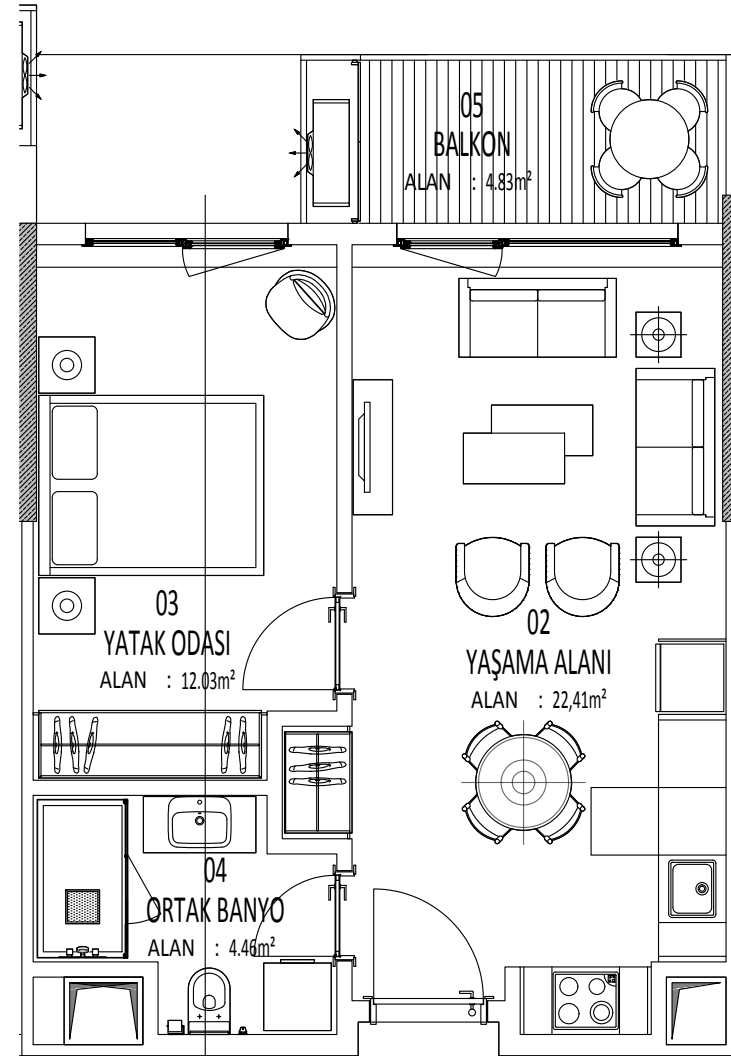 05
BALKON
ALAN : 4.83m²
03
YATAK ODASI
ALAN : 12.03m²
02
YAŞAMA ALANI
ALAN : 22,41m²
04
ORTAK BANYO
ALAN : 4.46m²